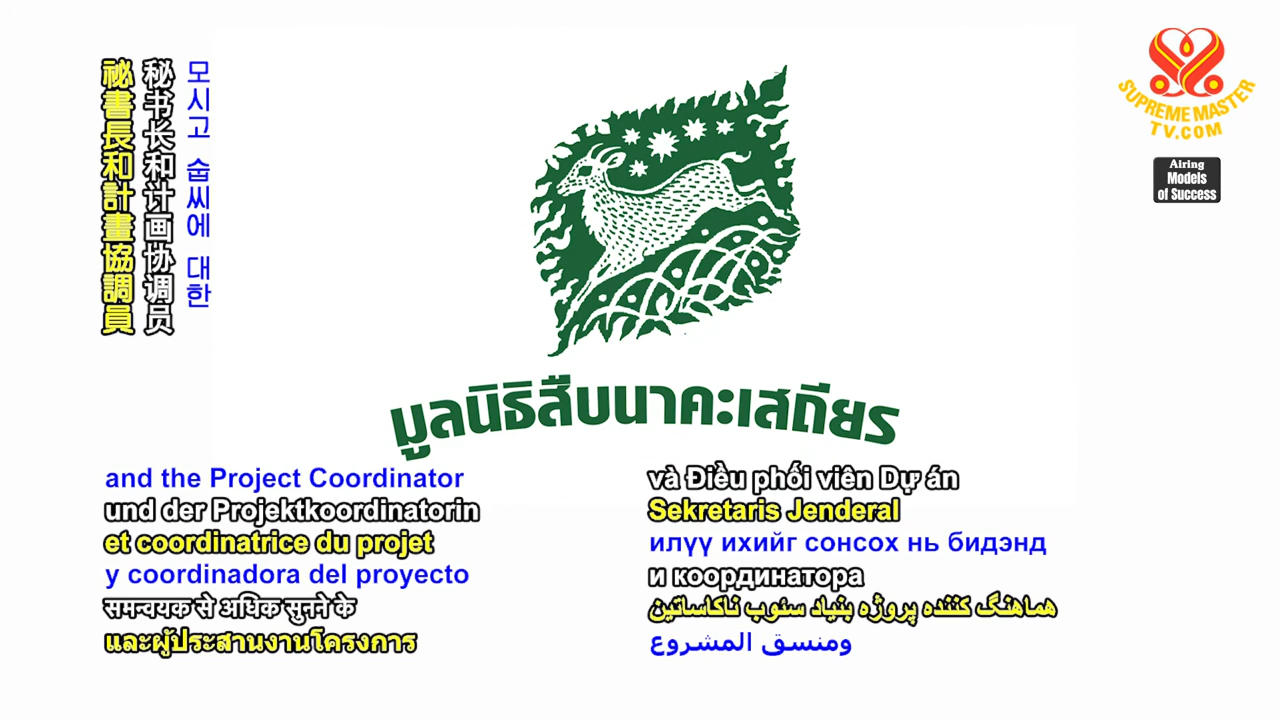 祕書長和計畫協調員
秘书长和计画协调员
모시고 숩씨에 대한
SUPREME MASTER
TV.COM
Airing
Models
of Success
มูลนิธิสืบนาคะเสถียร
and the Project Coordinator
und der Projektkoordinatorin
et coordinatrice du projet
y coordinadora del proyecto
समन्वयक से अधिक सुनने के
และผู้ประสานงานโครงการ
và Điều phối viên Dự án
Sekretaris Jenderal
илүү ихийг сонсох нь бидэнд
и координатора
هماهنگ کننده پروژه بنیاد سئوب ناکاساتین
ومنسق المشروع